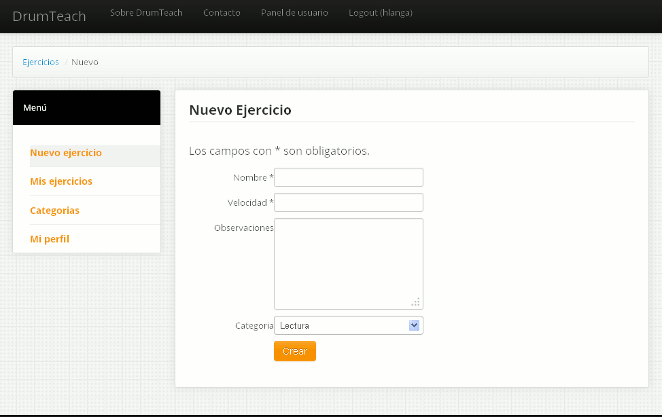 DrumTeach Sobre DrumTeach Contacto Panel de usuario Logout (hlanga)
Ejercicios / Nuevo
Menú
Nuevo ejercicio
Mis ejercicios
Categorias
Mi perfil
Nuevo Ejercicio
Los campos con * son obligatorios.
Nombre *
Velocidad *
Observaciones
Categoria Lectura
Crear